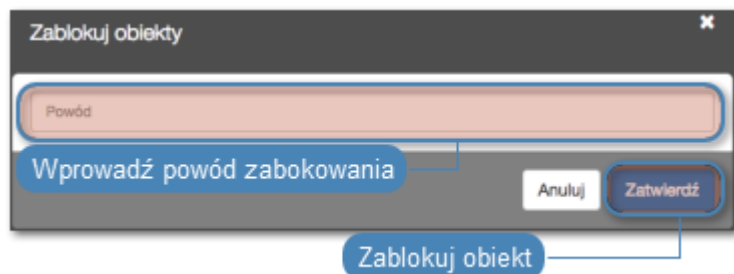 Zablokuj obiekty
Powód
Wprowadź powód zabokowania
Anuluj
Zatwierdź
Zablokuj obiekt